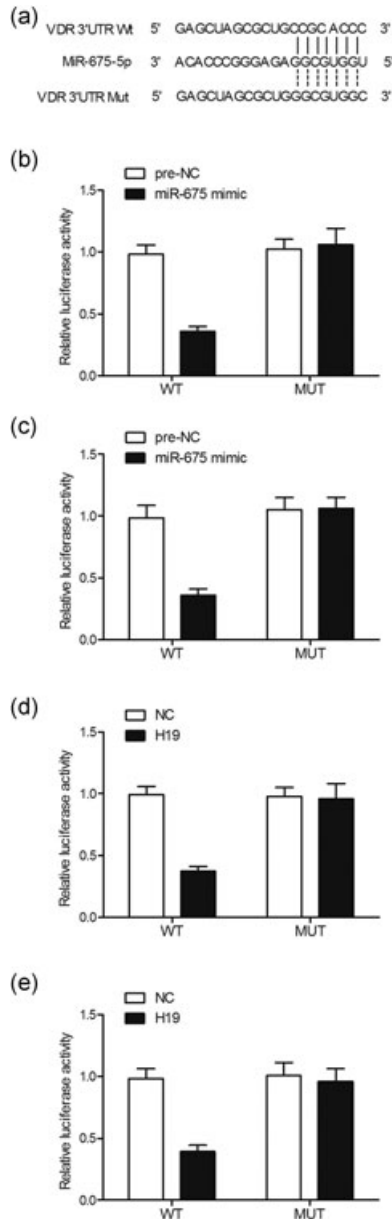 (a)
VDR 3'UTR Wt 5' GAGCUAGCGCUGCCGC ACCC 3'
MiR-675-5p 3' ACACCCGGGAGAGGCGUGGU 5'
VDR 3'UTR Mut 5' GAGCUAGCGCUGGGCGUGGC 3'
(b)
pre-NC
miR-675 mimic
Relative luciferase activity
1.5
1.0
0.5
0.0
WT MUT
(c)
pre-NC
miR-675 mimic
Relative luciferase activity
1.5
1.0
0.5
0.0
WT MUT
(d)
NC
H19
Relative luciferase activity
1.5
1.0
0.5
0.0
WT MUT
(e)
NC
H19
Relative luciferase activity
1.5
1.0
0.5
0.0
WT MUT